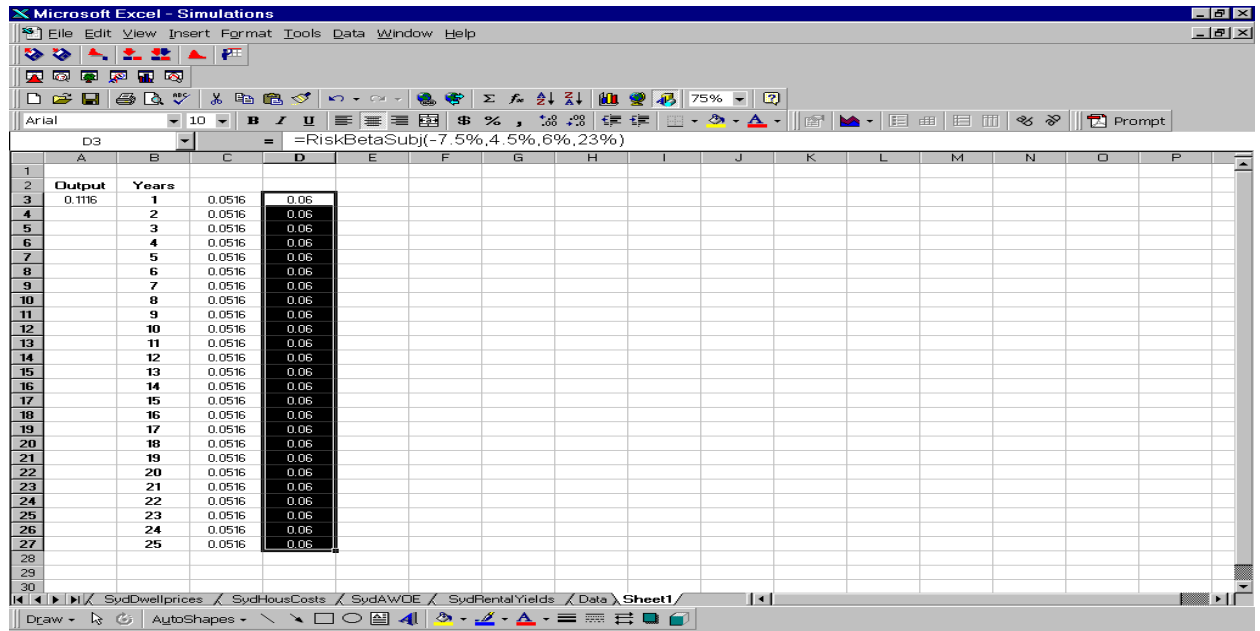 Microsoft Excel - Simulations
File Edit View Insert Format Tools Data Window Help
ABC Σ fx 75%
Arial 10 B I U $ % , .00 Prompt
D3 = =RiskBetaSubj(-7.5%,4.5%,6%,23%)
A B C D E F G H I J K L M N O P
1
2 Output Years
3 0.1116 1 0.0516 0.06
4 2 0.0516 0.06
5 3 0.0516 0.06
6 4 0.0516 0.06
7 5 0.0516 0.06
8 6 0.0516 0.06
9 7 0.0516 0.06
10 8 0.0516 0.06
11 9 0.0516 0.06
12 10 0.0516 0.06
13 11 0.0516 0.06
14 12 0.0516 0.06
15 13 0.0516 0.06
16 14 0.0516 0.06
17 15 0.0516 0.06
18 16 0.0516 0.06
19 17 0.0516 0.06
20 18 0.0516 0.06
21 19 0.0516 0.06
22 20 0.0516 0.06
23 21 0.0516 0.06
24 22 0.0516 0.06
25 23 0.0516 0.06
26 24 0.0516 0.06
27 25 0.0516 0.06
28
29
30
SydDwellprices SydHousCosts SydAWOE SydRentalYields Data Sheet1
Draw AutoShapes